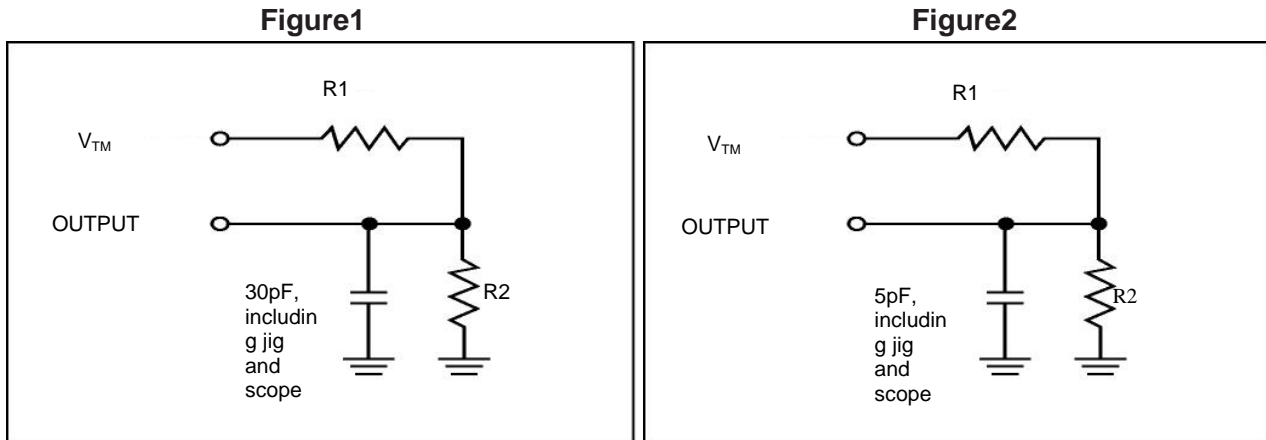 Figure1
R1
VTM
OUTPUT
30pF,
includin
g jig
and
scope
R2
Figure2
R1
VTM
OUTPUT
5pF,
includin
g jig
and
scope
R2